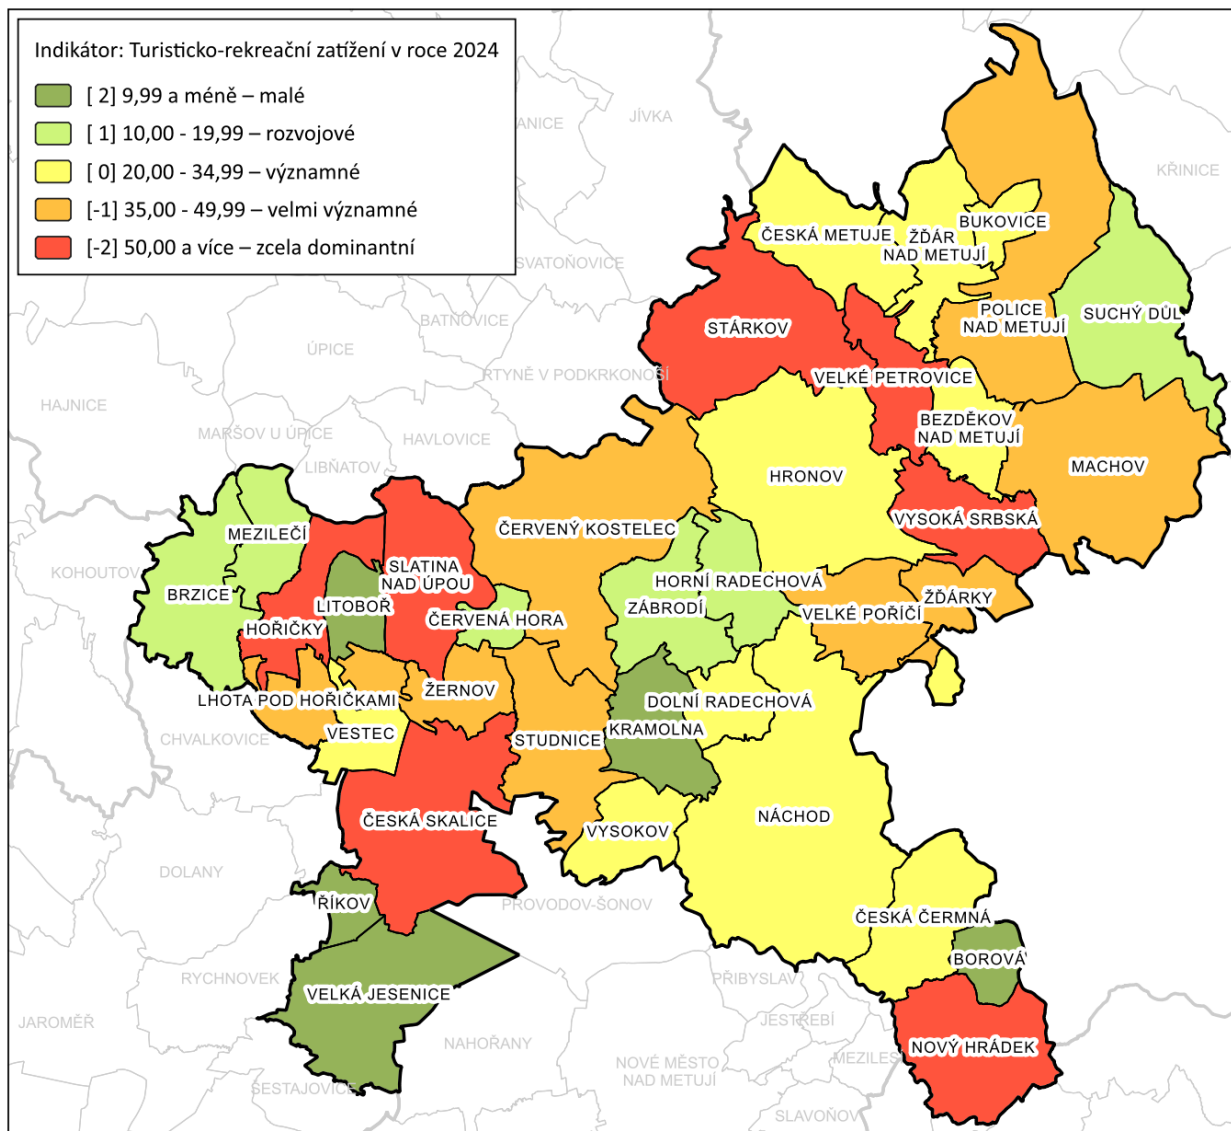 Indikátor: Turisticko-rekreační zatížení v roce 2024
[ 2] 9,99 a méně – malé
[ 1] 10,00 - 19,99 – rozvojové
[ 0] 20,00 - 34,99 – významné
[-1] 35,00 - 49,99 – velmi významné
[-2] 50,00 a více – zcela dominantní
ANICE
JÍVKA
KŘINICE
BUKOVICE
ČESKÁ METUJE
ŽĎÁR
NAD METUJÍ
SVATOŇOVICE
POLICE
NAD METUJÍ
SUCHÝ DŮL
BATŇOVICE
STÁRKOV
ÚPICE
RTYNĚ V PODKRKONOŠÍ
VELKÉ PETROVICE
HAJNICE
BEZDĚKOV
NAD METUJÍ
MARŠOV U ÚPICE
HAVLOVICE
LIBŇATOV
HRONOV
MACHOV
VYSOKÁ SRBSKÁ
ČERVENÝ KOSTELEC
MEZILEČÍ
KOHOUTOV
SLATINA
NAD ÚPOU
HORNÍ RADECHOVÁ
BRZICE
LITOBOŘ
ZÁBRODÍ
ŽĎÁRKY
VELKÉ POŘÍČÍ
ČERVENÁ HORA
HOŘIČKY
LHOTA POD HOŘIČKAMI
ŽERNOV
DOLNÍ RADECHOVÁ
KRAMOLNA
VESTEC
STUDNICE
CHVALKOVICE
NÁCHOD
ČESKÁ SKALICE
VYSOKOV
DOLANY
ŘÍKOV
PROVODOV-ŠONOV
ČESKÁ ČERMNÁ
BOROVÁ
RYCHNOVEK
PŘIBYSLAV
VELKÁ JESENICE
JAROMĚŘ
JESTŘEBÍ
NAHOŘANY
NOVÝ HRÁDEK
MEZILES
NOVÉ MĚSTO
NAD METUJÍ
ŠESTAJOVICE
SLAVOŇOV